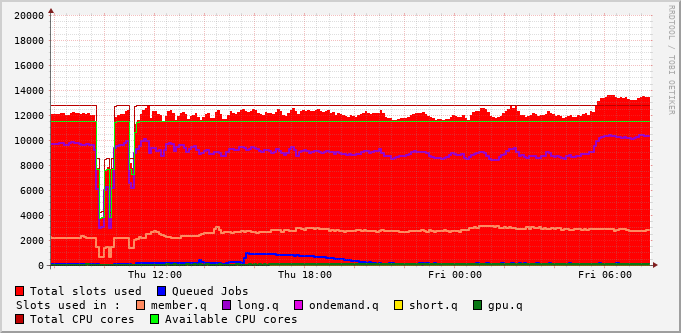 RRDTOOL / TOBI OETIKER
20000
18000
16000
14000
12000
10000
8000
6000
4000
2000
0
Thu 12:00 Thu 18:00 Fri 00:00 Fri 06:00
Total slots used Queued Jobs
Slots used in : member.q long.q ondemand.q short.q gpu.q
Total CPU cores Available CPU cores